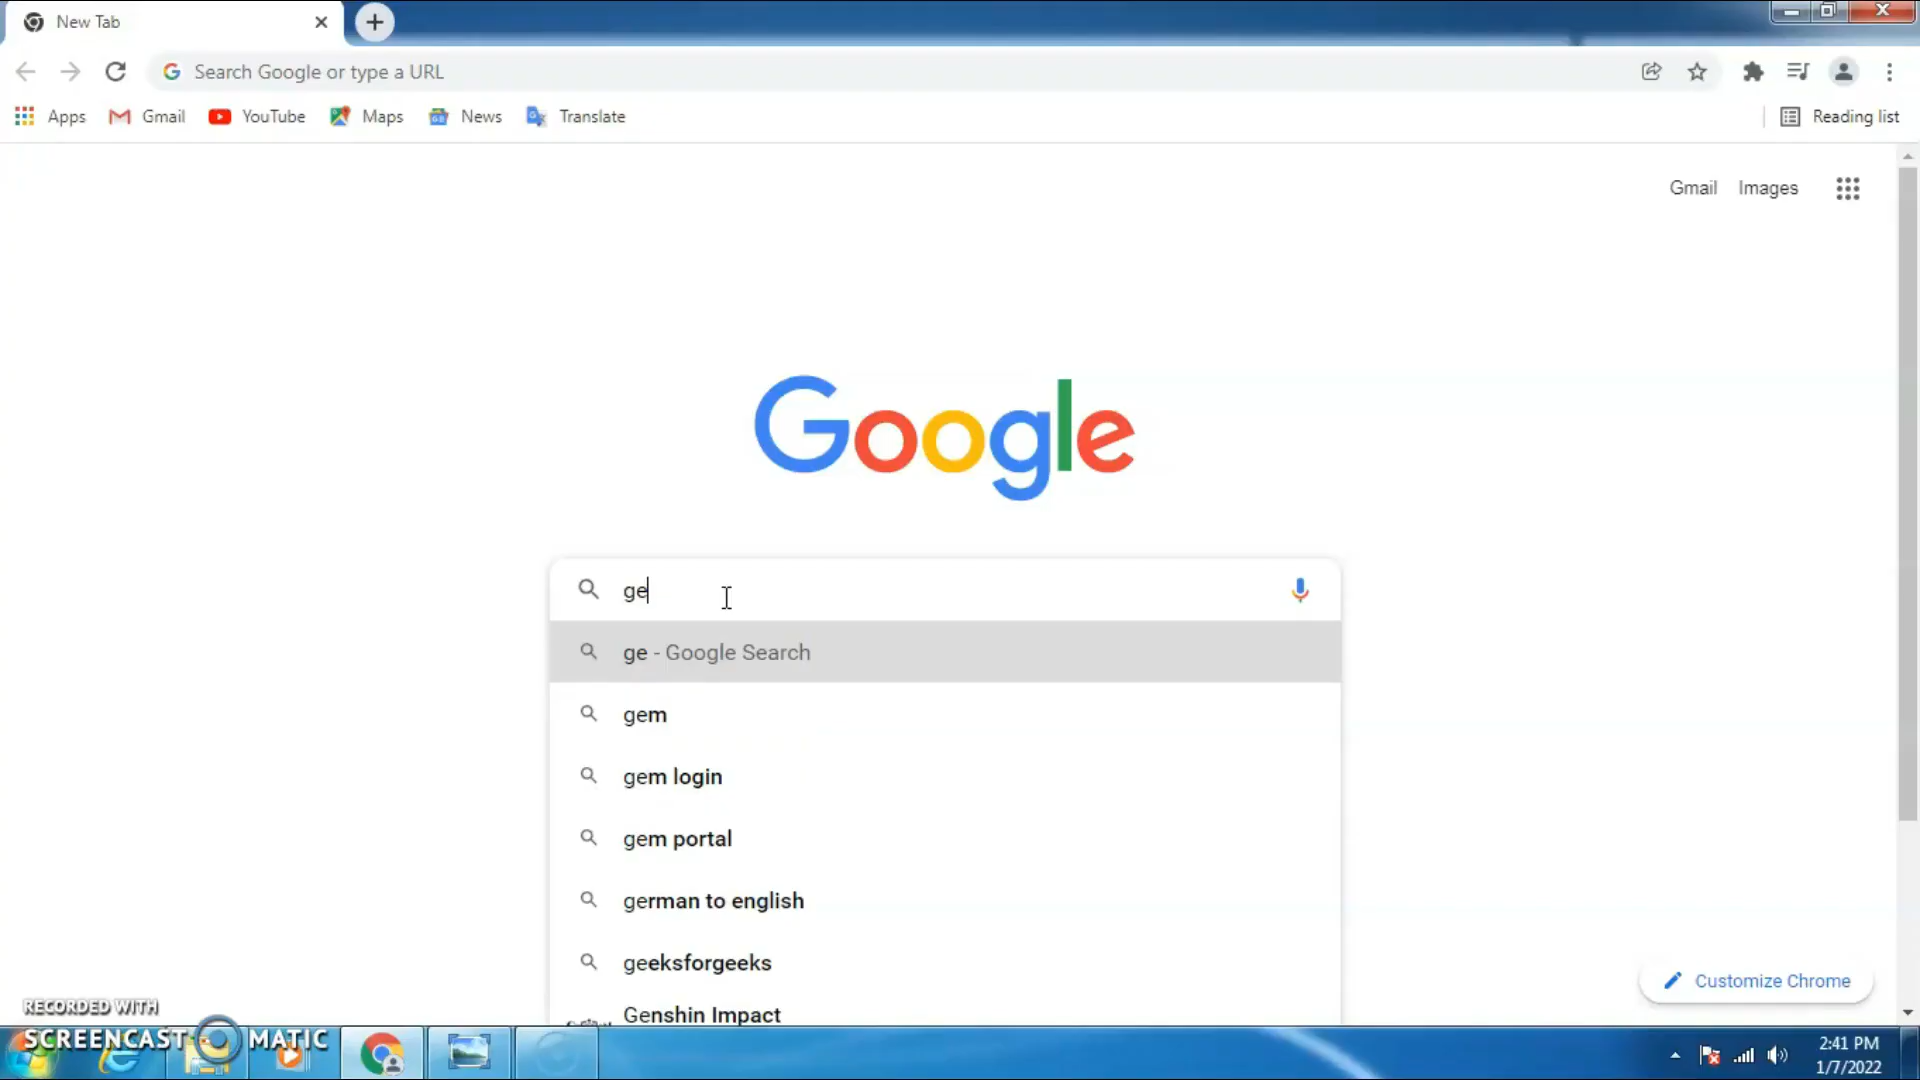 New Tab
Search Google or type a URL
Apps Gmail YouTube Maps News Translate Reading list
Gmail Images
Google
ge
ge - Google Search
gem
gem login
gem portal
german to english
geeksforgeeks
Genshin Impact
Customize Chrome
RECORDED WITH
SCREENCAST MATIC
2:41 PM
1/7/2022